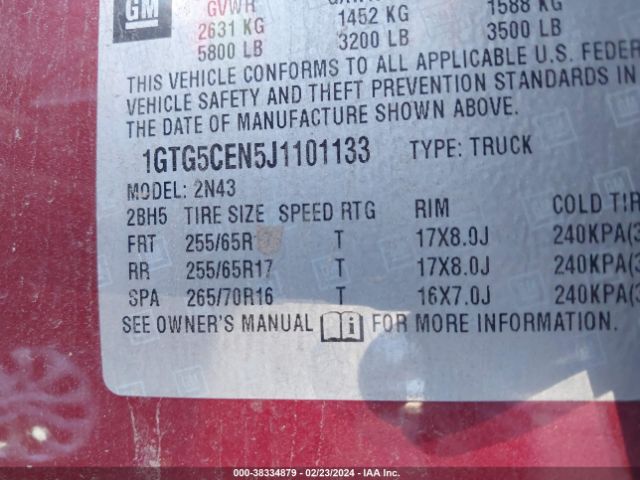 GM
GVWR
2631 KG 1452 KG 1588 KG
5800 LB 3200 LB 3500 LB
THIS VEHICLE CONFORMS TO ALL APPLICABLE U.S. FEDER
VEHICLE SAFETY AND THEFT PREVENTION STANDARDS IN
THE DATE OF MANUFACTURE SHOWN ABOVE.
1GTG5CEN5J1101133 TYPE: TRUCK
MODEL: 2N43
2BH5 TIRE SIZE SPEED RTG RIM COLD TIR
FRT 255/65R T 17X8.0J 240KPA(3
RR 255/65R17 T 17X8.0J 240KPA(3
SPA 265/70R16 T 16X7.0J 240KPA(3
SEE OWNER'S MANUAL i FOR MORE INFORMATION.
000-38334879 - 02/23/2024 - IAA Inc.